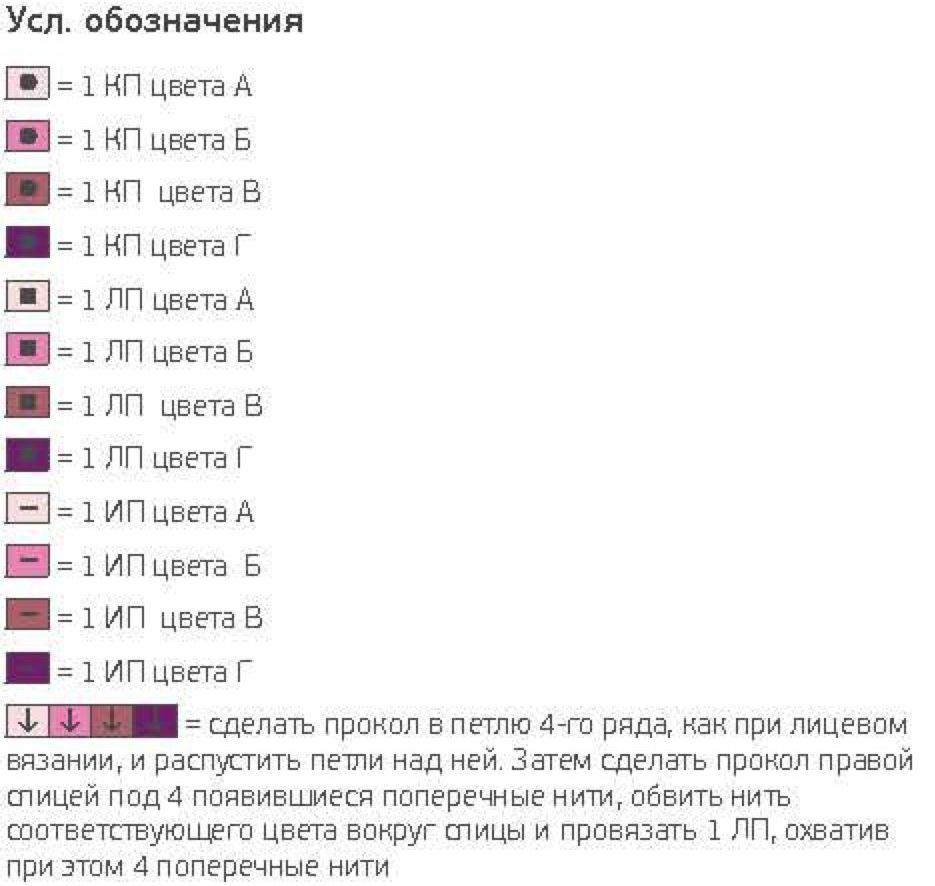 Усл. обозначения
= 1 КП цвета А
= 1 КП цвета Б
= 1 КП цвета В
= 1 КП цвета Г
= 1 ЛП цвета А
= 1 ЛП цвета Б
= 1 ЛП цвета В
= 1 ЛП цвета Г
= 1 ИП цвета А
= 1 ИП цвета Б
= 1 ИП цвета В
= 1 ИП цвета Г
= сделать прокол в петлю 4-го ряда, как при лицевом
вязании, и распустить петли над ней. Затем сделать прокол правой
спицей под 4 появившиеся поперечные нити, обвить нить
соответствующего цвета вокруг спицы и провязать 1 ЛП, охватив
при этом 4 поперечные нити